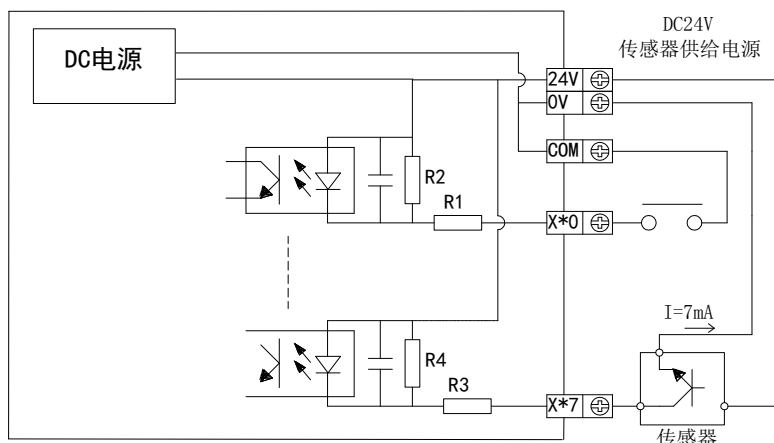 DC24V
传感器供给电源
DC电源
24V
0V
COM
R2
R1
X*0
I=7mA
R4
R3
X*7
传感器